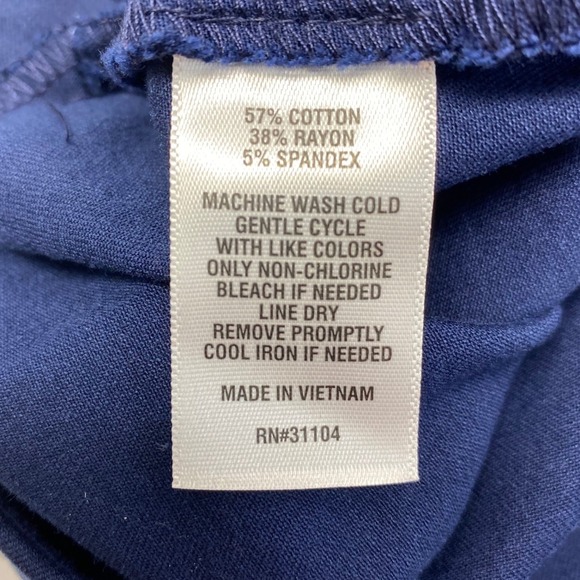 57% COTTON
38% RAYON
5% SPANDEX
MACHINE WASH COLD
GENTLE CYCLE
WITH LIKE COLORS
ONLY NON-CHLORINE
BLEACH IF NEEDED
LINE DRY
REMOVE PROMPTLY
COOL IRON IF NEEDED
MADE IN VIETNAM
RN#31104